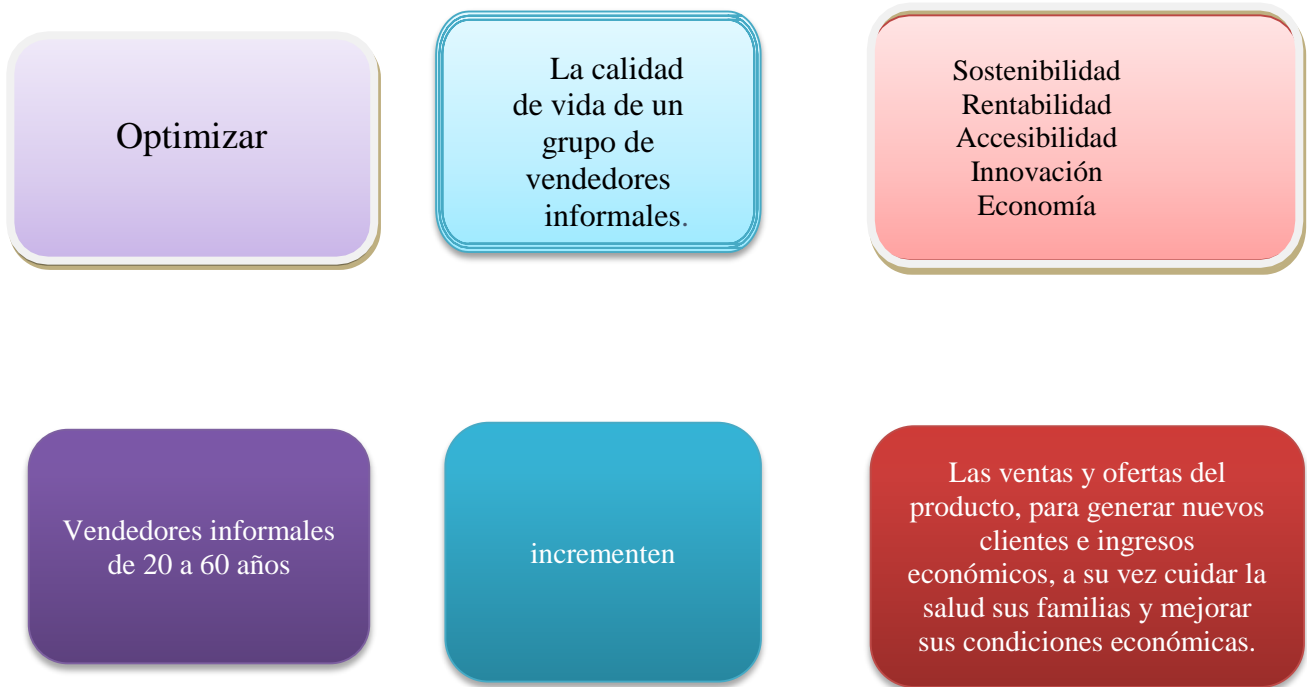 Optimizar
La calidad
de vida de un
grupo de
vendedores
informales.
Sostenibilidad
Rentabilidad
Accesibilidad
Innovación
Economía
Vendedores informales
de 20 a 60 años
incrementen
Las ventas y ofertas del
producto, para generar nuevos
clientes e ingresos
económicos, a su vez cuidar la
salud sus familias y mejorar
sus condiciones económicas.